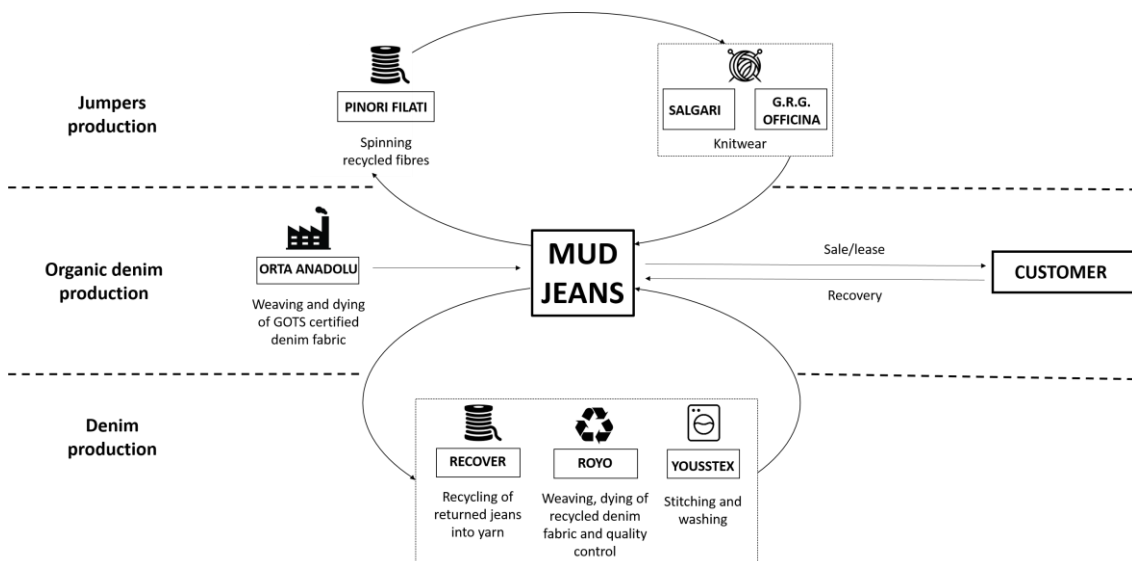 Jumpers
production
PINORI FILATI
Spinning
recycled fibres
SALGARI
G.R.G.
OFFICINA
Knitwear
Organic denim
production
ORTA ANADOLU
Weaving and dying
of GOTS certified
denim fabric
MUD
JEANS
Sale/lease
Recovery
CUSTOMER
Denim
production
RECOVER
Recycling of
returned jeans
into yarn
ROYO
Weaving, dying of
recycled denim
fabric and quality
control
YOUSSTEX
Stitching and
washing